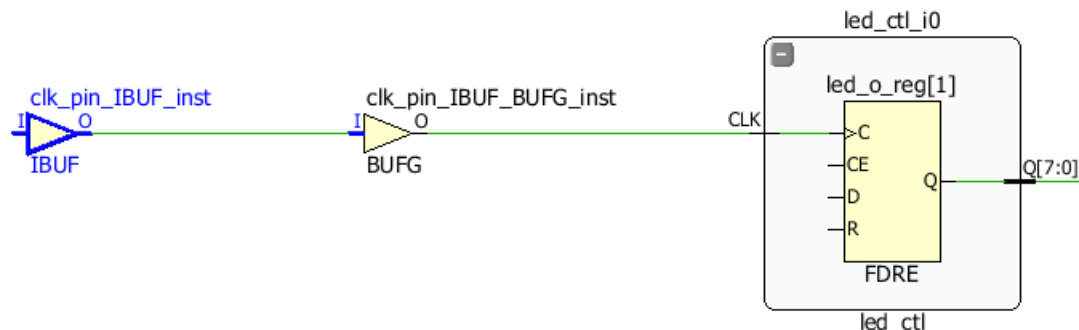 led_ctl_i0
clk_pin_IBUF_inst
I
O
IBUF
clk_pin_IBUF_BUFG_inst
I
O
BUFG
CLK
led_o_reg[1]
C
CE
D
R
Q
FDRE
Q[7:0]
led_ctl